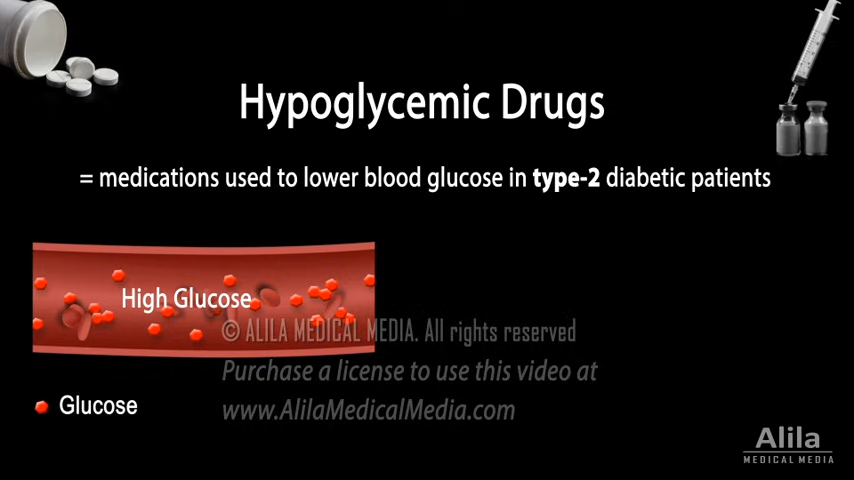 Hypoglycemic Drugs
= medications used to lower blood glucose in type-2 diabetic patients
High Glucose
© ALILA MEDICAL MEDIA. All rights reserved
Purchase a license to use this video at
www.AlilaMedicalMedia.com
Glucose
Alila
MEDICAL MEDIA